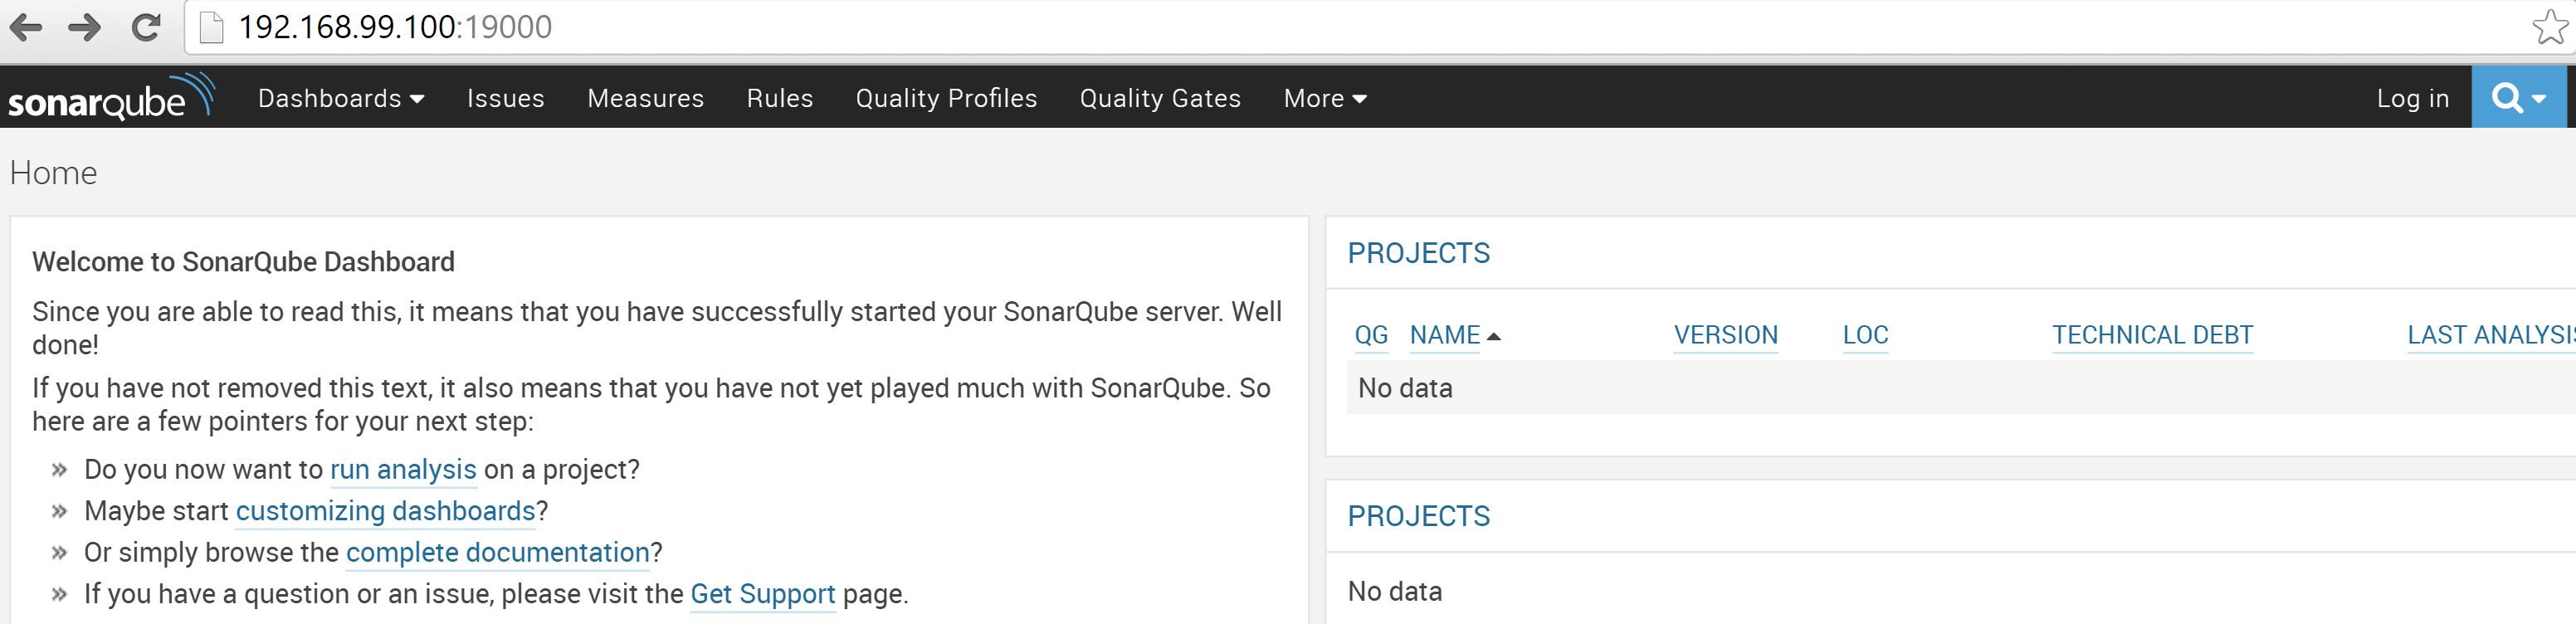 192.168.99.100:19000
sonarqube Dashboards Issues Measures Rules Quality Profiles Quality Gates More Log in
Home
Welcome to SonarQube Dashboard
Since you are able to read this, it means that you have successfully started your SonarQube server. Well
done!
If you have not removed this text, it also means that you have not yet played much with SonarQube. So
here are a few pointers for your next step:
» Do you now want to run analysis on a project?
» Maybe start customizing dashboards?
» Or simply browse the complete documentation?
» If you have a question or an issue, please visit the Get Support page.
PROJECTS
QG NAME VERSION LOC TECHNICAL DEBT LAST ANALYSIS
No data
PROJECTS
No data